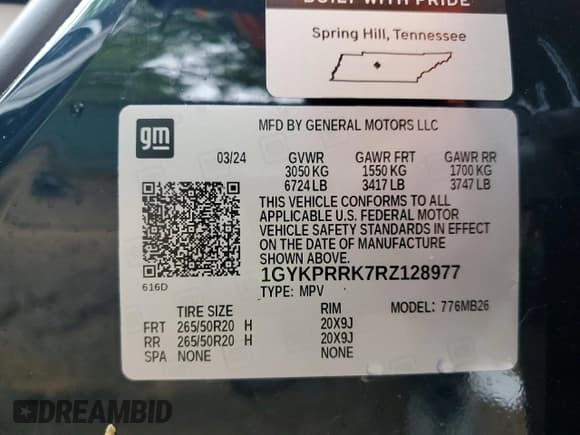 BUILT WITH PRIDE
Spring Hill, Tennessee
gm
MFD BY GENERAL MOTORS LLC
03/24 GVWR GAWR FRT GAWR RR
3050 KG 1550 KG 1700 KG
6724 LB 3417 LB 3747 LB
THIS VEHICLE CONFORMS TO ALL
APPLICABLE U.S. FEDERAL MOTOR
VEHICLE SAFETY STANDARDS IN EFFECT
ON THE DATE OF MANUFACTURE
SHOWN ABOVE.
616D
1GYKPRRK7RZ128977
TYPE: MPV MODEL: 776MB26
TIRE SIZE RIM
FRT 265/50R20 H 20X9J
RR 265/50R20 H 20X9J
SPA NONE NONE
DREAMBID